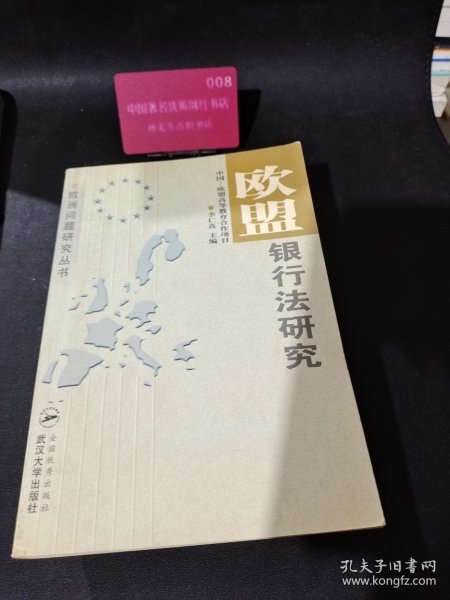 008
中国著名优质网红书店
欧盟
银行法研究
中国—欧盟高等教育合作项目
李仁真 主编
欧洲问题研究丛书
全国优秀出版社
武汉大学出版社
孔夫子旧书网
www.kongfz.com